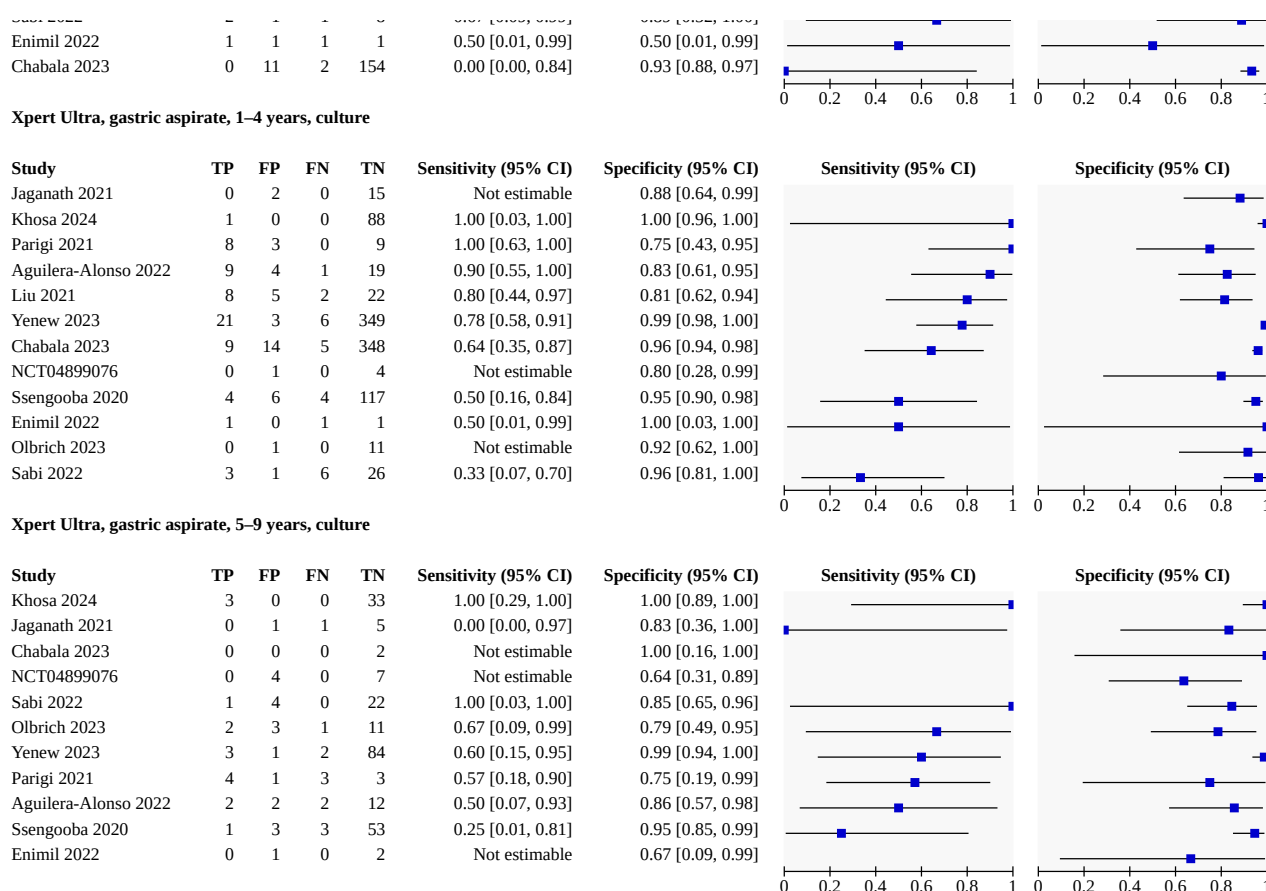 Enimil 2022 1 1 1 1 0.50 [0.01, 0.99] 0.50 [0.01, 0.99]
Chabala 2023 0 11 2 154 0.00 [0.00, 0.84] 0.93 [0.88, 0.97]
0 0.2 0.4 0.6 0.8 1 0 0.2 0.4 0.6 0.8 1
Xpert Ultra, gastric aspirate, 1–4 years, culture
Study TP FP FN TN Sensitivity (95% CI) Specificity (95% CI) Sensitivity (95% CI) Specificity (95% CI)
Jaganath 2021 0 2 0 15 Not estimable 0.88 [0.64, 0.99]
Khosa 2024 1 0 0 88 1.00 [0.03, 1.00] 1.00 [0.96, 1.00]
Parigi 2021 8 3 0 9 1.00 [0.63, 1.00] 0.75 [0.43, 0.95]
Aguilera-Alonso 2022 9 4 1 19 0.90 [0.55, 1.00] 0.83 [0.61, 0.95]
Liu 2021 8 5 2 22 0.80 [0.44, 0.97] 0.81 [0.62, 0.94]
Yenew 2023 21 3 6 349 0.78 [0.58, 0.91] 0.99 [0.98, 1.00]
Chabala 2023 9 14 5 348 0.64 [0.35, 0.87] 0.96 [0.94, 0.98]
NCT04899076 0 1 0 4 Not estimable 0.80 [0.28, 0.99]
Ssengooba 2020 4 6 4 117 0.50 [0.16, 0.84] 0.95 [0.90, 0.98]
Enimil 2022 1 0 1 1 0.50 [0.01, 0.99] 1.00 [0.03, 1.00]
Olbrich 2023 0 1 0 11 Not estimable 0.92 [0.62, 1.00]
Sabi 2022 3 1 6 26 0.33 [0.07, 0.70] 0.96 [0.81, 1.00]
0 0.2 0.4 0.6 0.8 1 0 0.2 0.4 0.6 0.8 1
Xpert Ultra, gastric aspirate, 5–9 years, culture
Study TP FP FN TN Sensitivity (95% CI) Specificity (95% CI) Sensitivity (95% CI) Specificity (95% CI)
Khosa 2024 3 0 0 33 1.00 [0.29, 1.00] 1.00 [0.89, 1.00]
Jaganath 2021 0 1 1 5 0.00 [0.00, 0.97] 0.83 [0.36, 1.00]
Chabala 2023 0 0 0 2 Not estimable 1.00 [0.16, 1.00]
NCT04899076 0 4 0 7 Not estimable 0.64 [0.31, 0.89]
Sabi 2022 1 4 0 22 1.00 [0.03, 1.00] 0.85 [0.65, 0.96]
Olbrich 2023 2 3 1 11 0.67 [0.09, 0.99] 0.79 [0.49, 0.95]
Yenew 2023 3 1 2 84 0.60 [0.15, 0.95] 0.99 [0.94, 1.00]
Parigi 2021 4 1 3 3 0.57 [0.18, 0.90] 0.75 [0.19, 0.99]
Aguilera-Alonso 2022 2 2 2 12 0.50 [0.07, 0.93] 0.86 [0.57, 0.98]
Ssengooba 2020 1 3 3 53 0.25 [0.01, 0.81] 0.95 [0.85, 0.99]
Enimil 2022 0 1 0 2 Not estimable 0.67 [0.09, 0.99]
0 0.2 0.4 0.6 0.8 1 0 0.2 0.4 0.6 0.8 1